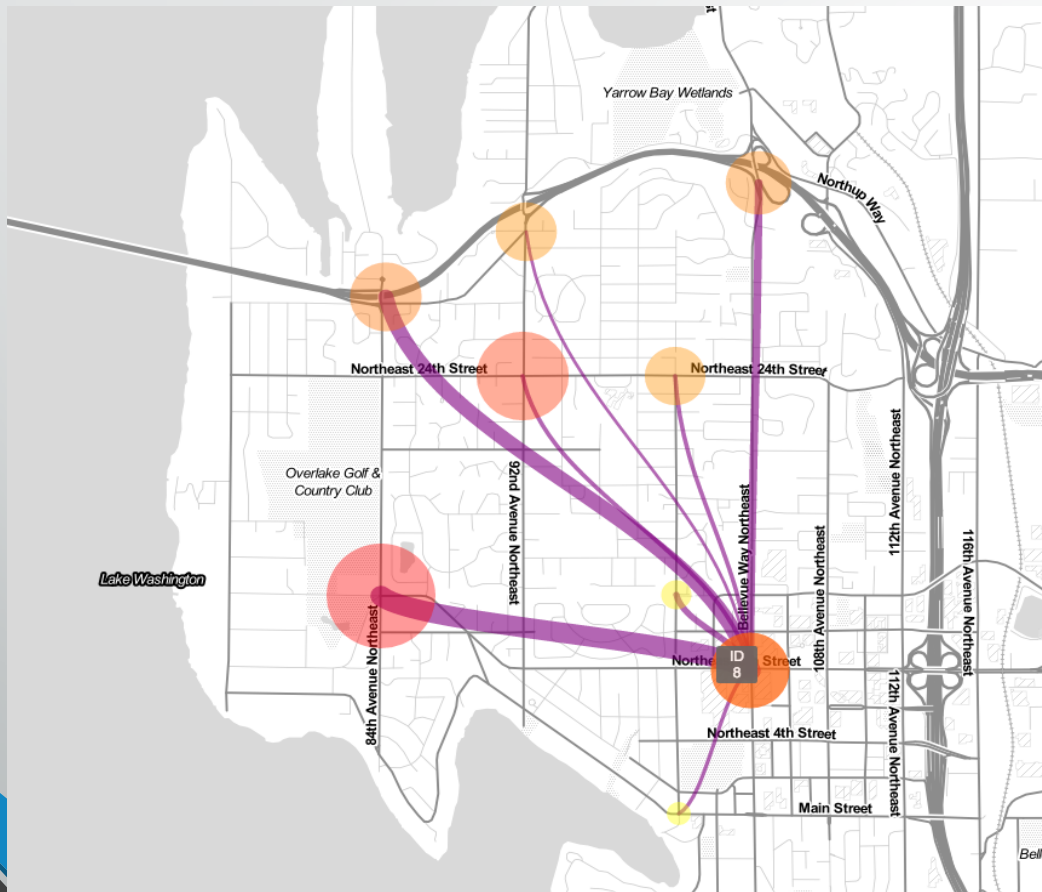 Yarrow Bay Wetlands
Northup Way
Northeast 24th Street
Northeast 24th Street
112th Avenue Northeast
Overlake Golf &
Country Club
92nd Avenue Northeast
Bellevue Way Northeast
108th Avenue Northeast
116th Avenue Northeast
Lake Washington
84th Avenue Northeast
ID
8
Northe
Street
112th Avenue Northeast
Northeast 4th Street
Main Street
Bell